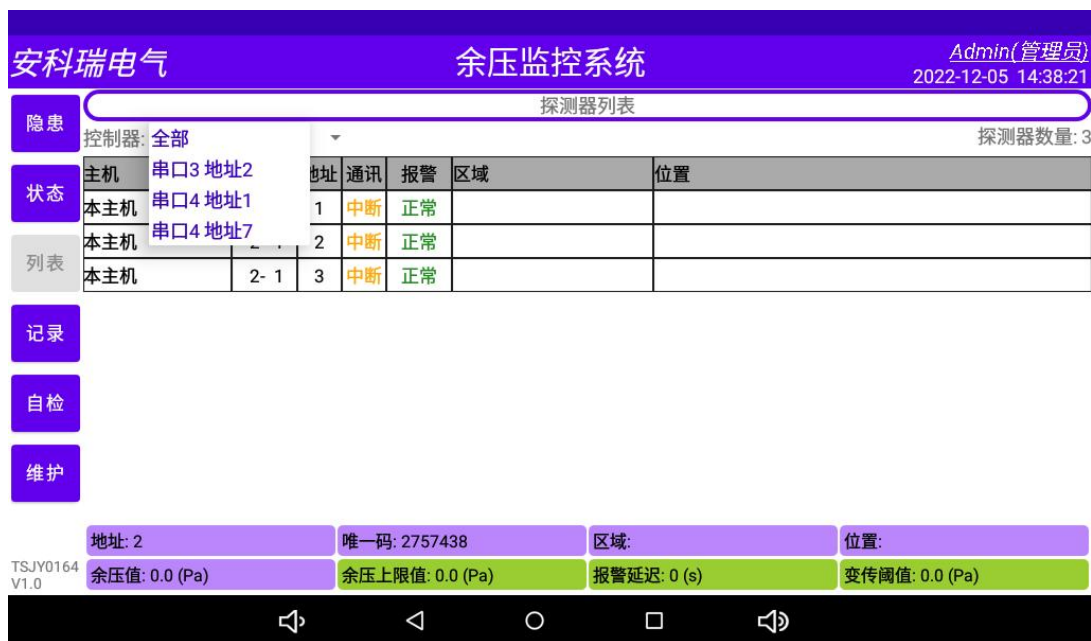 安科瑞电气
余压监控系统
Admin(管理员)
2022-12-05 14:38:21
隐患
状态
列表
记录
自检
维护
探测器列表
控制器: 全部
串口3 地址2
串口4 地址1
串口4 地址7
探测器数量: 3
主机 地址 通讯 报警 区域 位置
本主机 1 中断 正常
本主机 2 中断 正常
本主机 2- 1 3 中断 正常
地址: 2 唯一码: 2757438 区域: 位置:
余压值: 0.0 (Pa) 余压上限值: 0.0 (Pa) 报警延迟: 0 (s) 变传阈值: 0.0 (Pa)
TSJY0164
V1.0